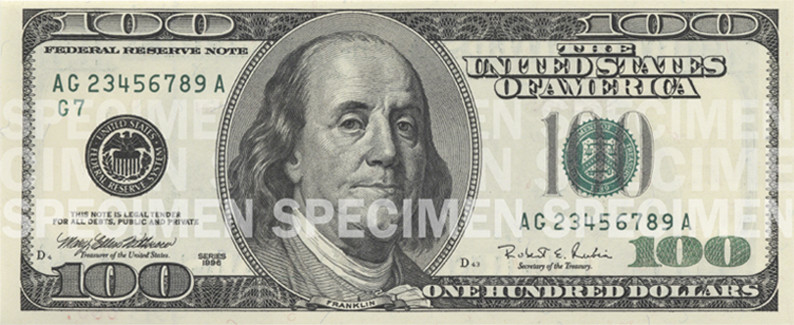 100 100
FEDERAL RESERVE NOTE
THE
UNITED STATES
OF AMERICA
AG 23456789 A
G7
SPECIMEN SPECIMEN SPECIMEN
UNITED STATES
FEDERAL RESERVE SYSTEM
100
SPECIMEN SPECIMEN SPECIMEN
THIS NOTE IS LEGAL TENDER
FOR ALL DEBTS, PUBLIC AND PRIVATE
SPECIMEN SPECIMEN SPECIMEN
AG 23456789 A
D4
Treasurer of the United States.
SERIES
1996
D43
Robert E. Rubin
Secretary of the Treasury.
100
100
FRANKLIN
ONE HUNDRED DOLLARS